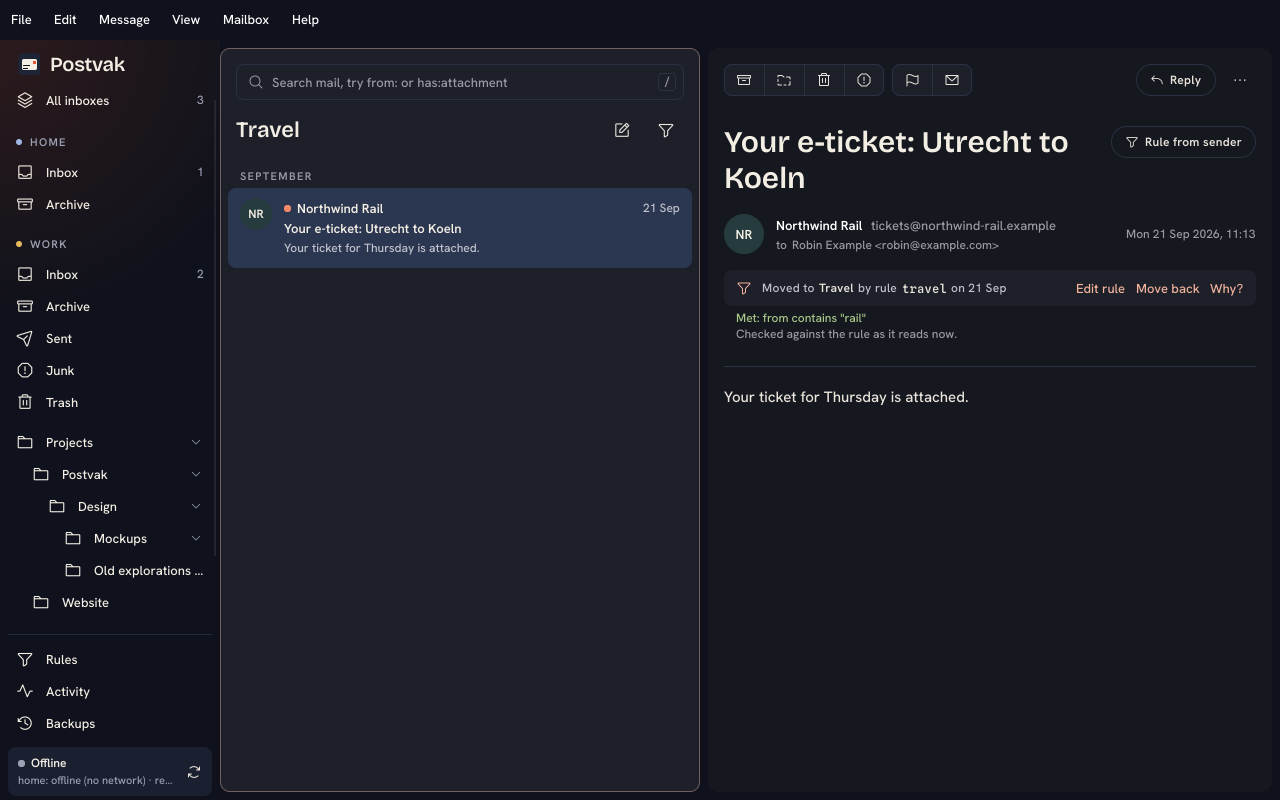 File Edit Message View Mailbox Help
Postvak
All inboxes 3
HOME
Inbox 1
Archive
WORK
Inbox 2
Archive
Sent
Junk
Trash
Projects
Postvak
Design
Mockups
Old explorations ...
Website
Rules
Activity
Backups
Offline
home: offline (no network) · re...
Search mail, try from: or has:attachment /
Travel
SEPTEMBER
NR Northwind Rail 21 Sep
Your e-ticket: Utrecht to Koeln
Your ticket for Thursday is attached.
Reply ...
Your e-ticket: Utrecht to
Koeln
Rule from sender
NR Northwind Rail tickets@northwind-rail.example
to Robin Example <robin@example.com>
Mon 21 Sep 2026, 11:13
Moved to Travel by rule travel on 21 Sep Edit rule Move back Why?
Met: from contains "rail"
Checked against the rule as it reads now.
Your ticket for Thursday is attached.